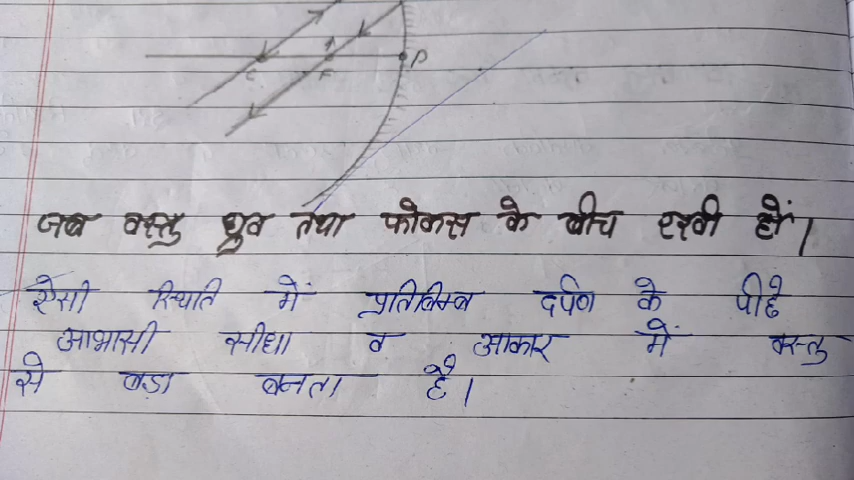 C F P
जब वस्तु ध्रुव तथा फोकस के बीच रखी हों।
ऐसी स्थिति में प्रतिबिम्ब दर्पण के पीछे
आभासी सीधा व आकार में वस्तु
से बड़ा बनता है।